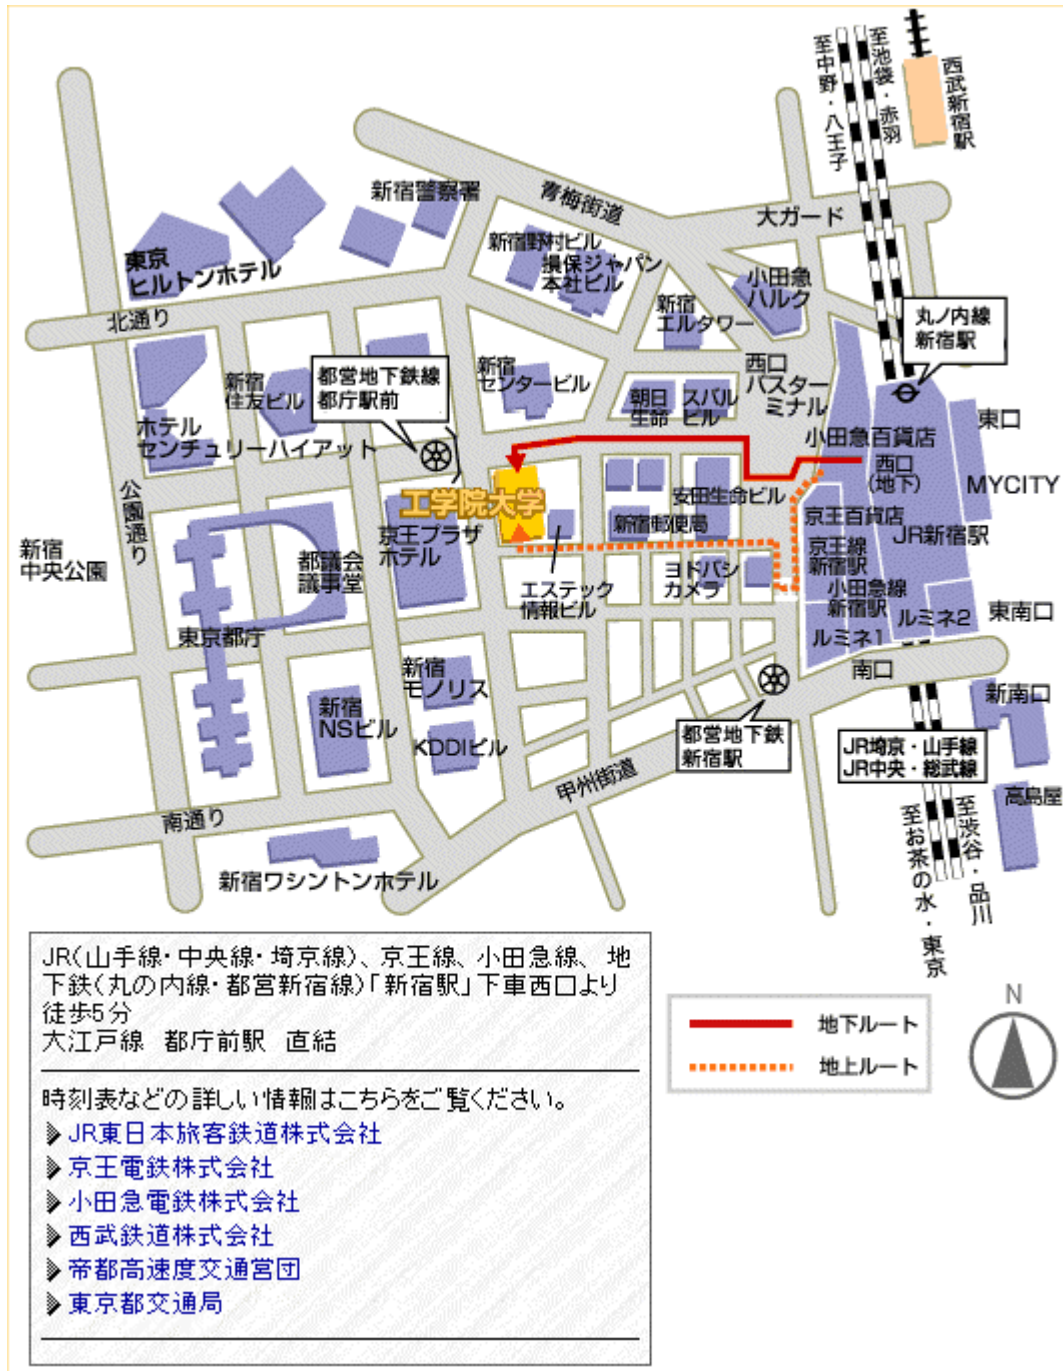 至中野・八王子
至池袋・赤羽
西武新宿駅
青梅街道
大ガード
新宿警察署
新宿野村ビル
損保ジャパン
本社ビル
小田急
ハルク
東京
ヒルトンホテル
北通り
新宿
エルタワー
丸ノ内線
新宿駅
新宿
住友ビル
都営地下鉄線
都庁駅前
新宿
センタービル
西口
バスター
ミナル
朝日
生命
スバル
ビル
ホテル
センチュリーハイアット
小田急百貨店
東口
西口
(地下)
MYCITY
公園通り
工学院大学
安田生命ビル
京王百貨店
新宿郵便局
JR新宿駅
新宿
中央公園
都議会
議事堂
京王プラザ
ホテル
京王線
新宿駅
エステック
情報ビル
ヨドバシ
カメラ
小田急線
新宿駅
東南口
ルミネ2
ルミネ1
東京都庁
南口
新宿
モノリス
新南口
新宿
NSビル
KDDIビル
都営地下鉄
新宿駅
JR埼京・山手線
JR中央・総武線
甲州街道
高島屋
南通り
新宿ワシントンホテル
至お茶の水・東京
至渋谷・品川
JR(山手線・中央線・埼京線)、京王線、小田急線、地
下鉄(丸の内線・都営新宿線)「新宿駅」下車西口より
徒歩5分
大江戸線 都庁前駅 直結
時刻表などの詳しい情報はこちらをご覧ください。
JR東日本旅客鉄道株式会社
京王電鉄株式会社
小田急電鉄株式会社
西武鉄道株式会社
帝都高速度交通営団
東京都交通局
地下ルート
地上ルート
N